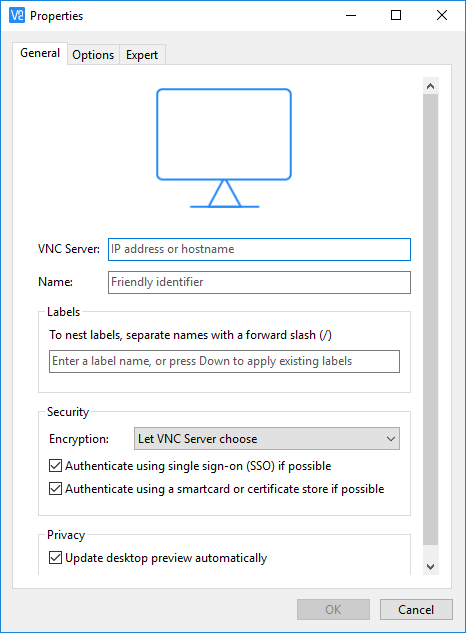 Properties
General Options Expert
VNC Server: IP address or hostname
Name: Friendly identifier
Labels
To nest labels, separate names with a forward slash (/)
Enter a label name, or press Down to apply existing labels
Security
Encryption: Let VNC Server choose
Authenticate using single sign-on (SSO) if possible
Authenticate using a smartcard or certificate store if possible
Privacy
Update desktop preview automatically
OK Cancel